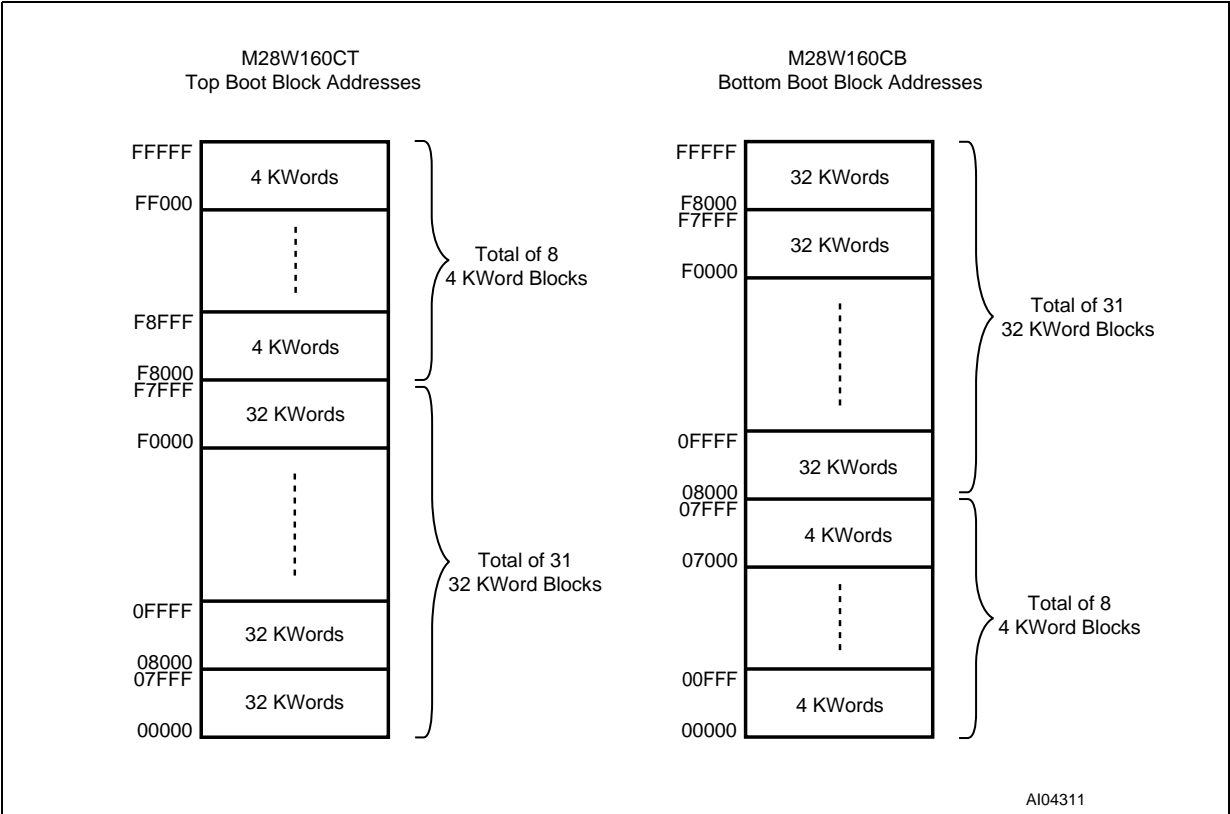 M28W160CT
Top Boot Block Addresses
FFFFF
4 KWords
FF000
Total of 8
4 KWord Blocks
F8FFF
4 KWords
F8000
F7FFF
32 KWords
F0000
Total of 31
32 KWord Blocks
0FFFF
32 KWords
08000
07FFF
32 KWords
00000
M28W160CB
Bottom Boot Block Addresses
FFFFF
32 KWords
F8000
F7FFF
32 KWords
F0000
Total of 31
32 KWord Blocks
0FFFF
32 KWords
08000
07FFF
4 KWords
07000
Total of 8
4 KWord Blocks
00FFF
4 KWords
00000
AI04311